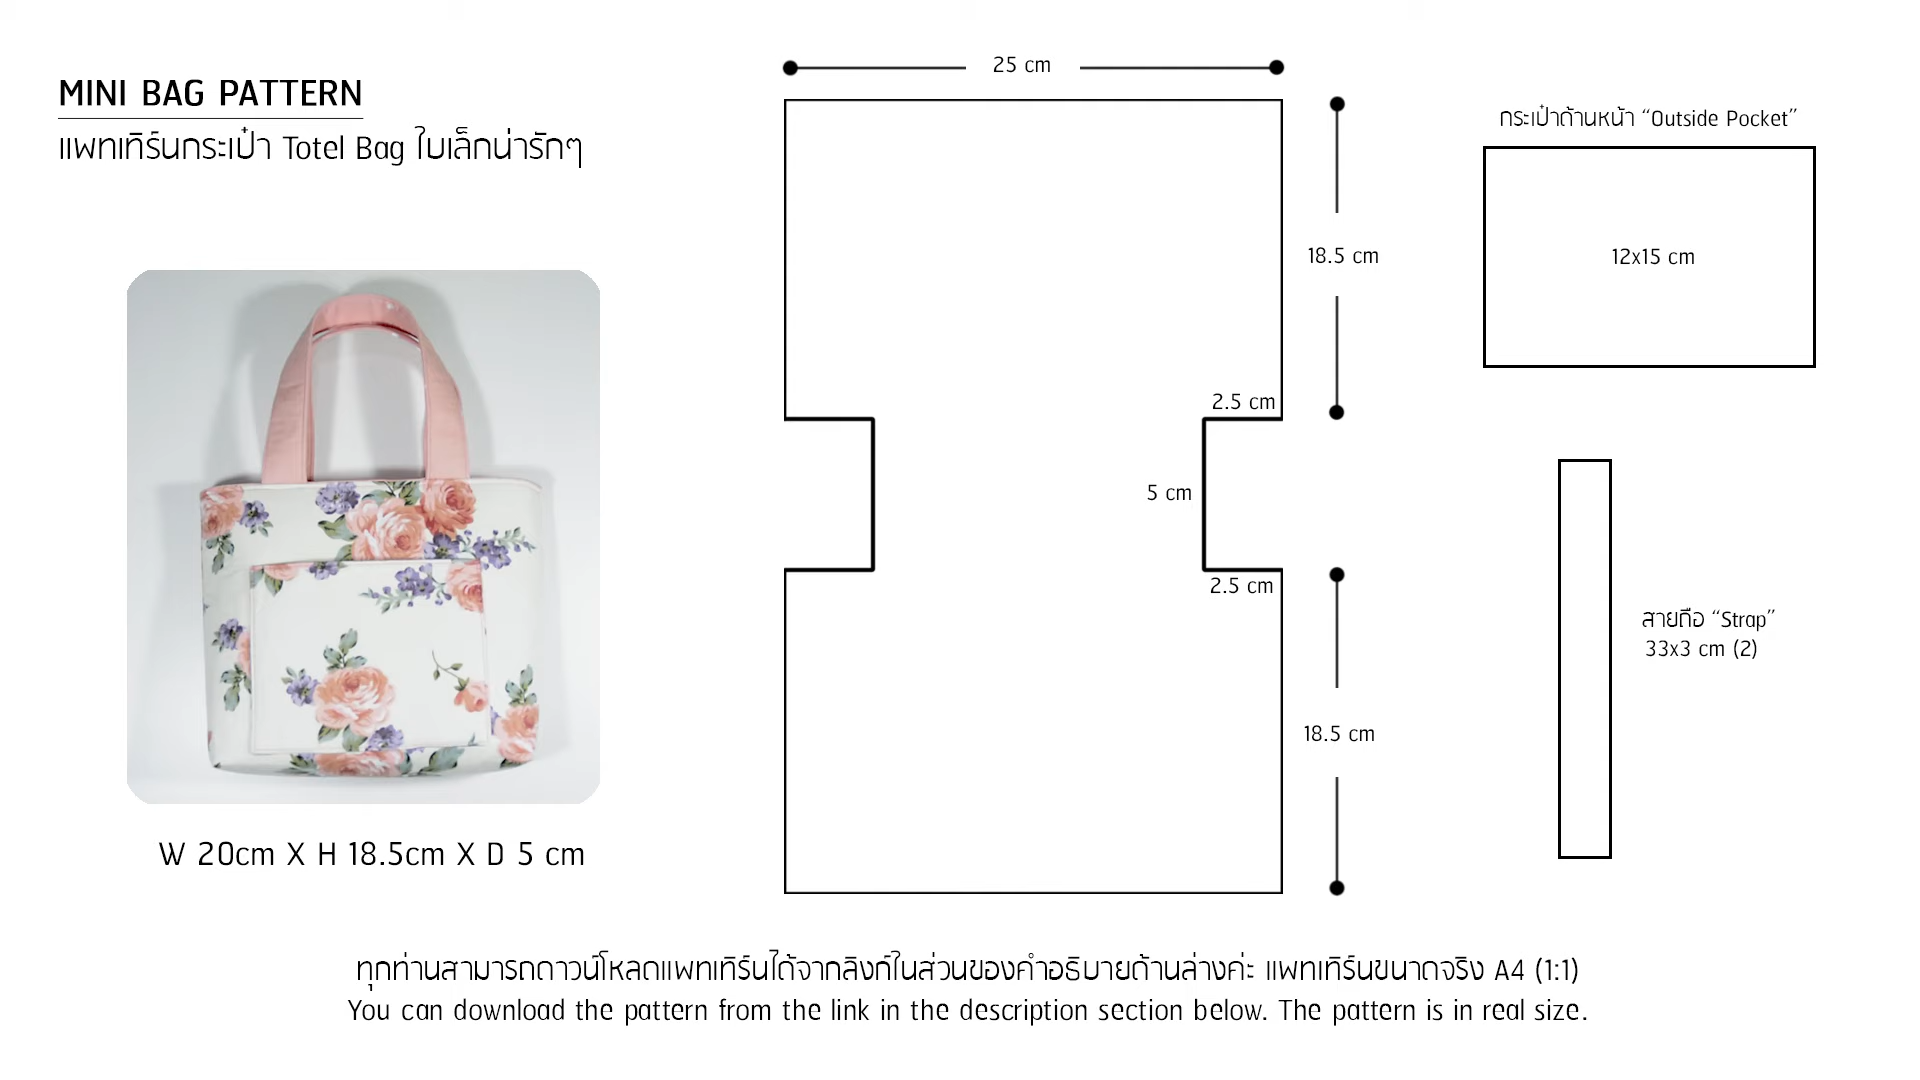 MINI BAG PATTERN
แพทเทิร์นกระเป๋า Totel Bag ใบเล็กน่ารักๆ
25 cm
18.5 cm
2.5 cm
5 cm
2.5 cm
18.5 cm
กระเป๋าด้านหน้า “Outside Pocket”
12x15 cm
สายถือ “Strap”
33x3 cm (2)
W 20cm X H 18.5cm X D 5 cm
ทุกท่านสามารถดาวน์โหลดแพทเทิร์นได้จากลิงก์ในส่วนของคำอธิบายด้านล่างค่ะ แพทเทิร์นขนาดจริง A4 (1:1)
You can download the pattern from the link in the description section below. The pattern is in real size.